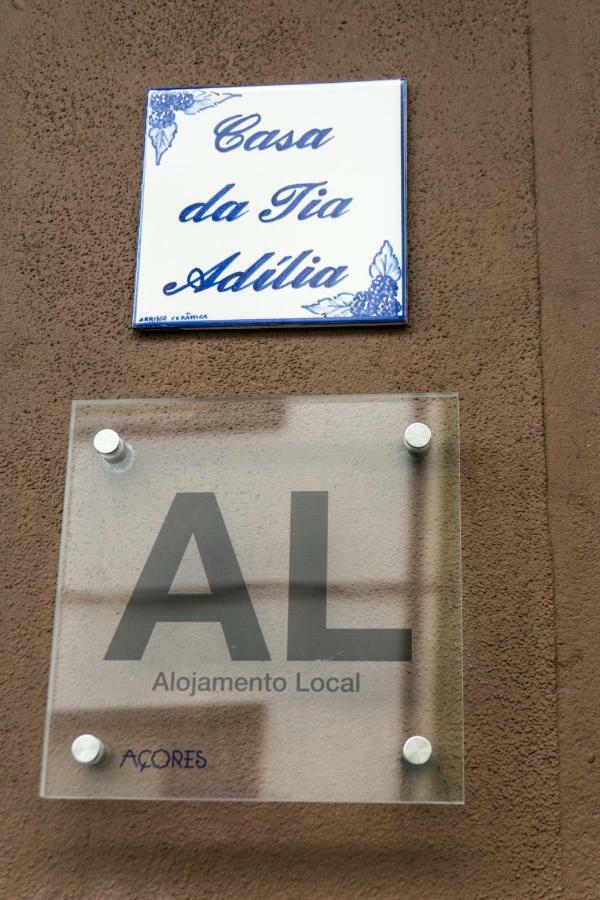 Casa
da Tia
Adília
AL
Alojamento Local
AÇORES